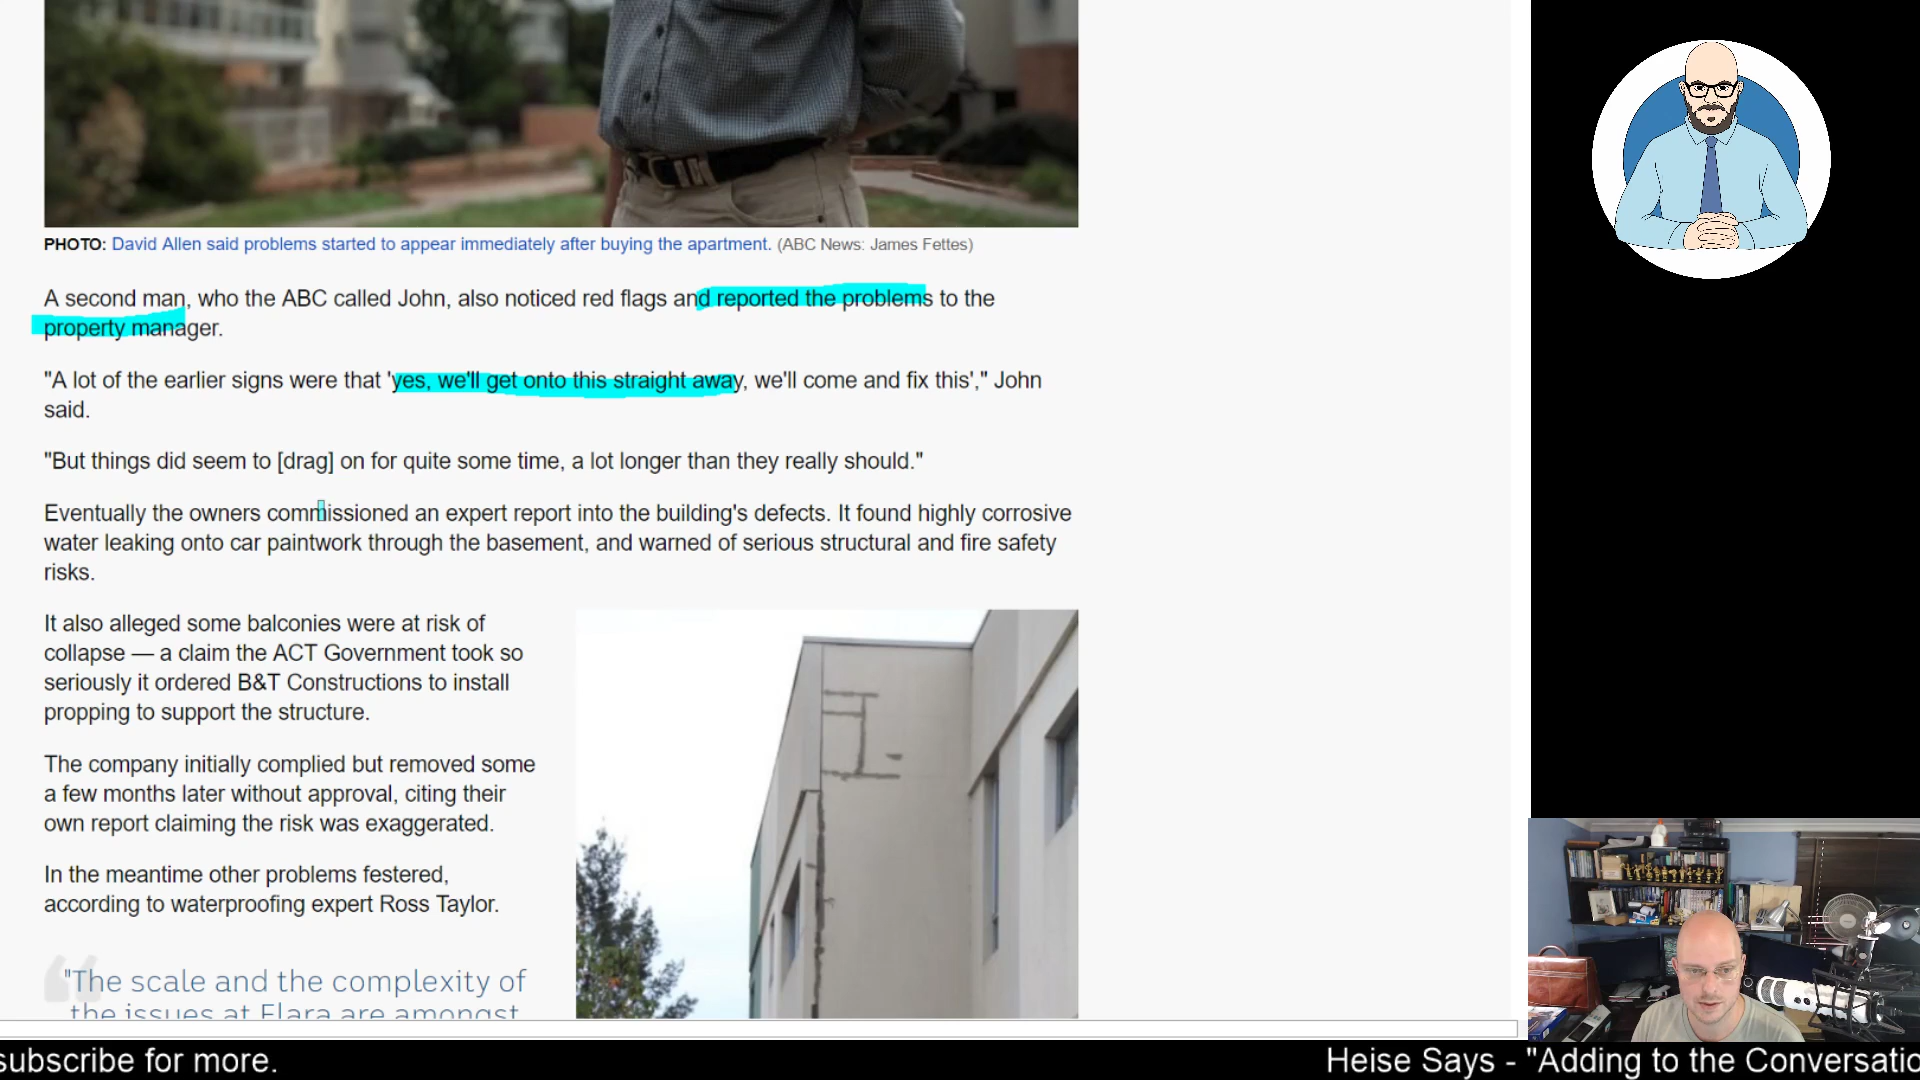 PHOTO: David Allen said problems started to appear immediately after buying the apartment. (ABC News: James Fettes)
A second man, who the ABC called John, also noticed red flags and reported the problems to the
property manager.
"A lot of the earlier signs were that 'yes, we'll get onto this straight away, we'll come and fix this'," John
said.
"But things did seem to [drag] on for quite some time, a lot longer than they really should."
Eventually the owners commissioned an expert report into the building's defects. It found highly corrosive
water leaking onto car paintwork through the basement, and warned of serious structural and fire safety
risks.
It also alleged some balconies were at risk of
collapse — a claim the ACT Government took so
seriously it ordered B&T Constructions to install
propping to support the structure.
The company initially complied but removed some
a few months later without approval, citing their
own report claiming the risk was exaggerated.
In the meantime other problems festered,
according to waterproofing expert Ross Taylor.
"The scale and the complexity of
the issues at Elara are amongst
subscribe for more.
Heise Says - "Adding to the Conversatio